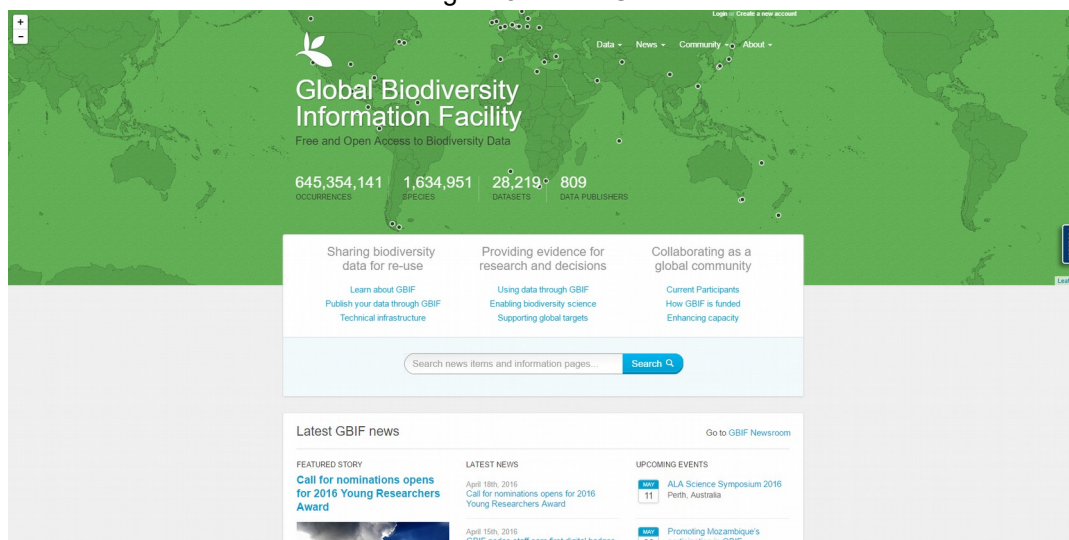 +
-
Login or Create a new account
Data
News
Community
About
Global Biodiversity
Information Facility
Free and Open Access to Biodiversity Data
645,354,141
OCCURRENCES
1,634,951
SPECIES
28,219
DATASETS
809
DATA PUBLISHERS
Sharing biodiversity
data for re-use
Learn about GBIF
Publish your data through GBIF
Technical infrastructure
Providing evidence for
research and decisions
Using data through GBIF
Enabling biodiversity science
Supporting global targets
Collaborating as a
global community
Current Participants
How GBIF is funded
Enhancing capacity
Search news items and information pages...
Search
Latest GBIF news
Go to GBIF Newsroom
FEATURED STORY
Call for nominations opens
for 2016 Young Researchers
Award
LATEST NEWS
April 18th, 2016
Call for nominations opens for 2016
Young Researchers Award
April 15th, 2016
UPCOMING EVENTS
MAY
11
ALA Science Symposium 2016
Perth, Australia
MAY
Promoting Mozambique's